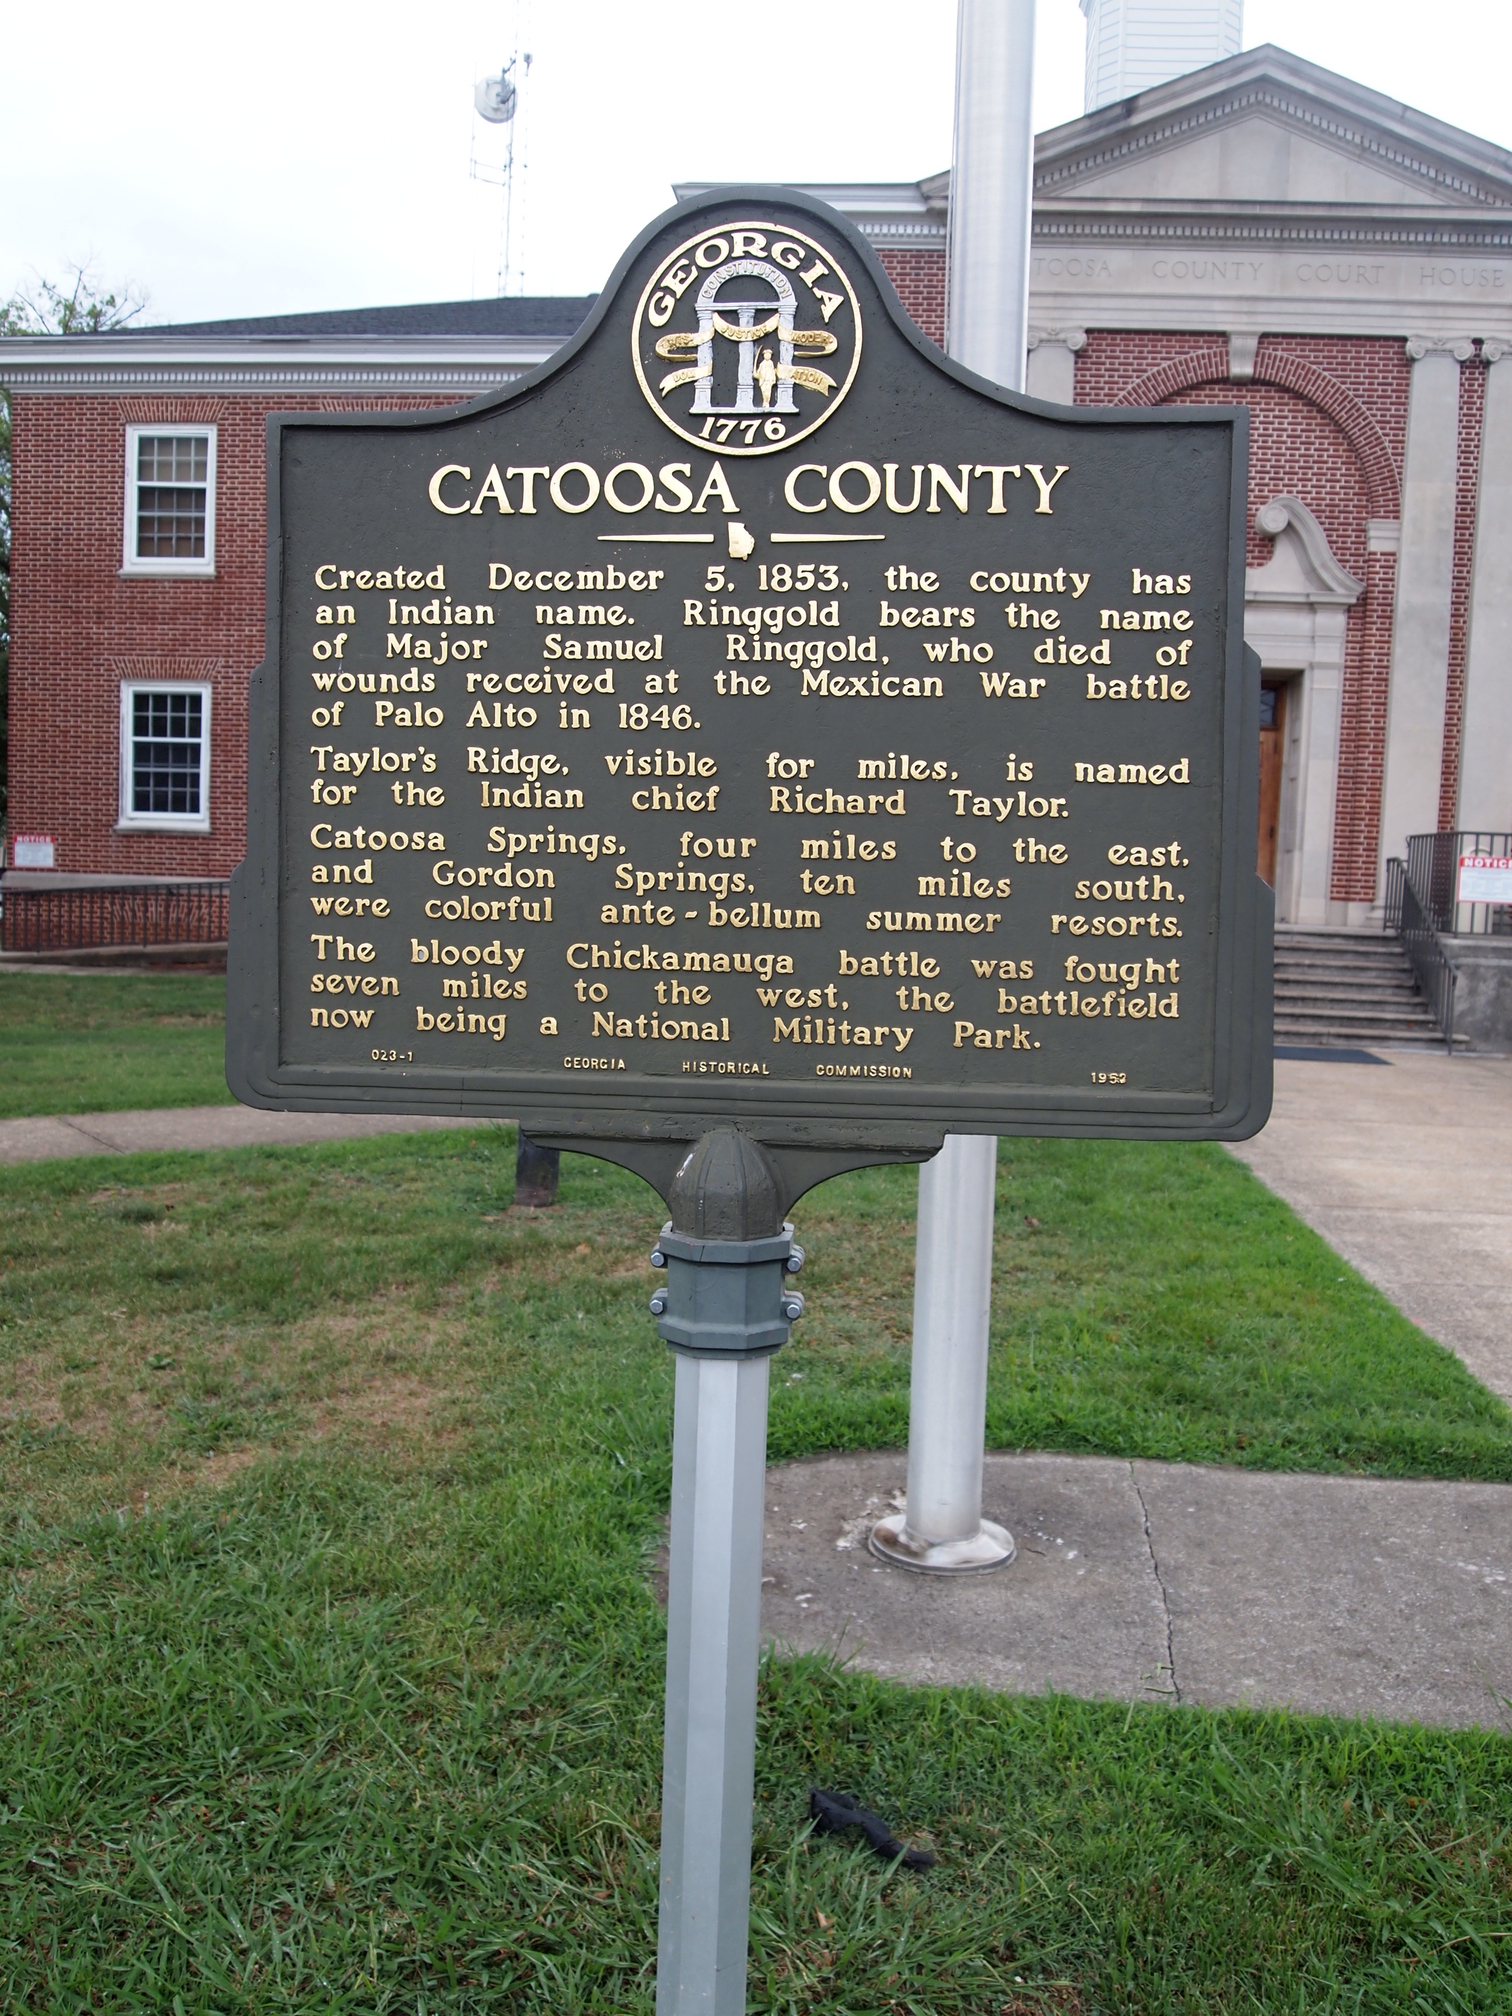 GEORGIA
CONSTITUTION
JUSTICE
1776
CATOOSA COUNTY
Created December 5, 1853, the county has
an Indian name. Ringgold bears the name
of Major Samuel Ringgold, who died of
wounds received at the Mexican War battle
of Palo Alto in 1846.
Taylor's Ridge, visible for miles, is named
for the Indian chief Richard Taylor.
Catoosa Springs, four miles to the east,
and Gordon Springs, ten miles south,
were colorful ante-bellum summer resorts.
The bloody Chickamauga battle was fought
seven miles to the west, the battlefield
now being a National Military Park.
023-1 GEORGIA HISTORICAL COMMISSION
TOOSA COUNTY COURT HOUSE
NOTICE
NOTICE